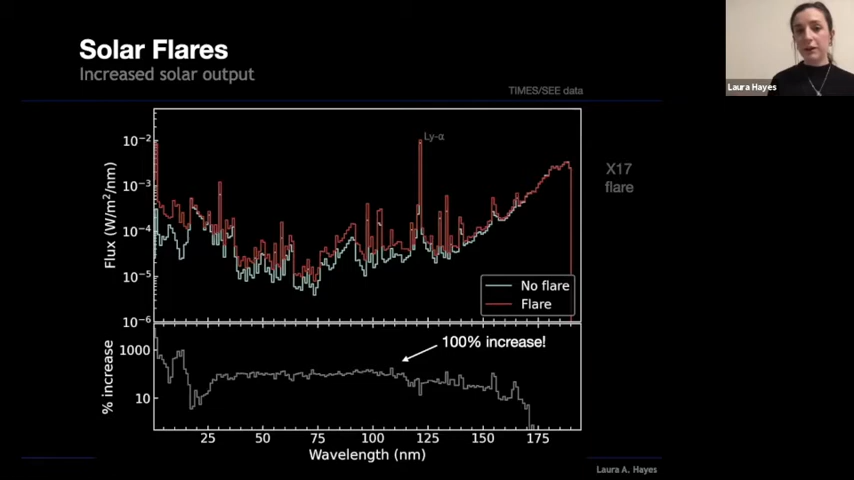 Solar Flares
Increased solar output
TIMES/SEE data
Laura Hayes
Ly-α
X17
flare
10⁻²
10⁻³
10⁻⁴
10⁻⁵
10⁻⁶
Flux (W/m²/nm)
No flare
Flare
100% increase!
1000
10
% increase
25 50 75 100 125 150 175
Wavelength (nm)
Laura A. Hayes